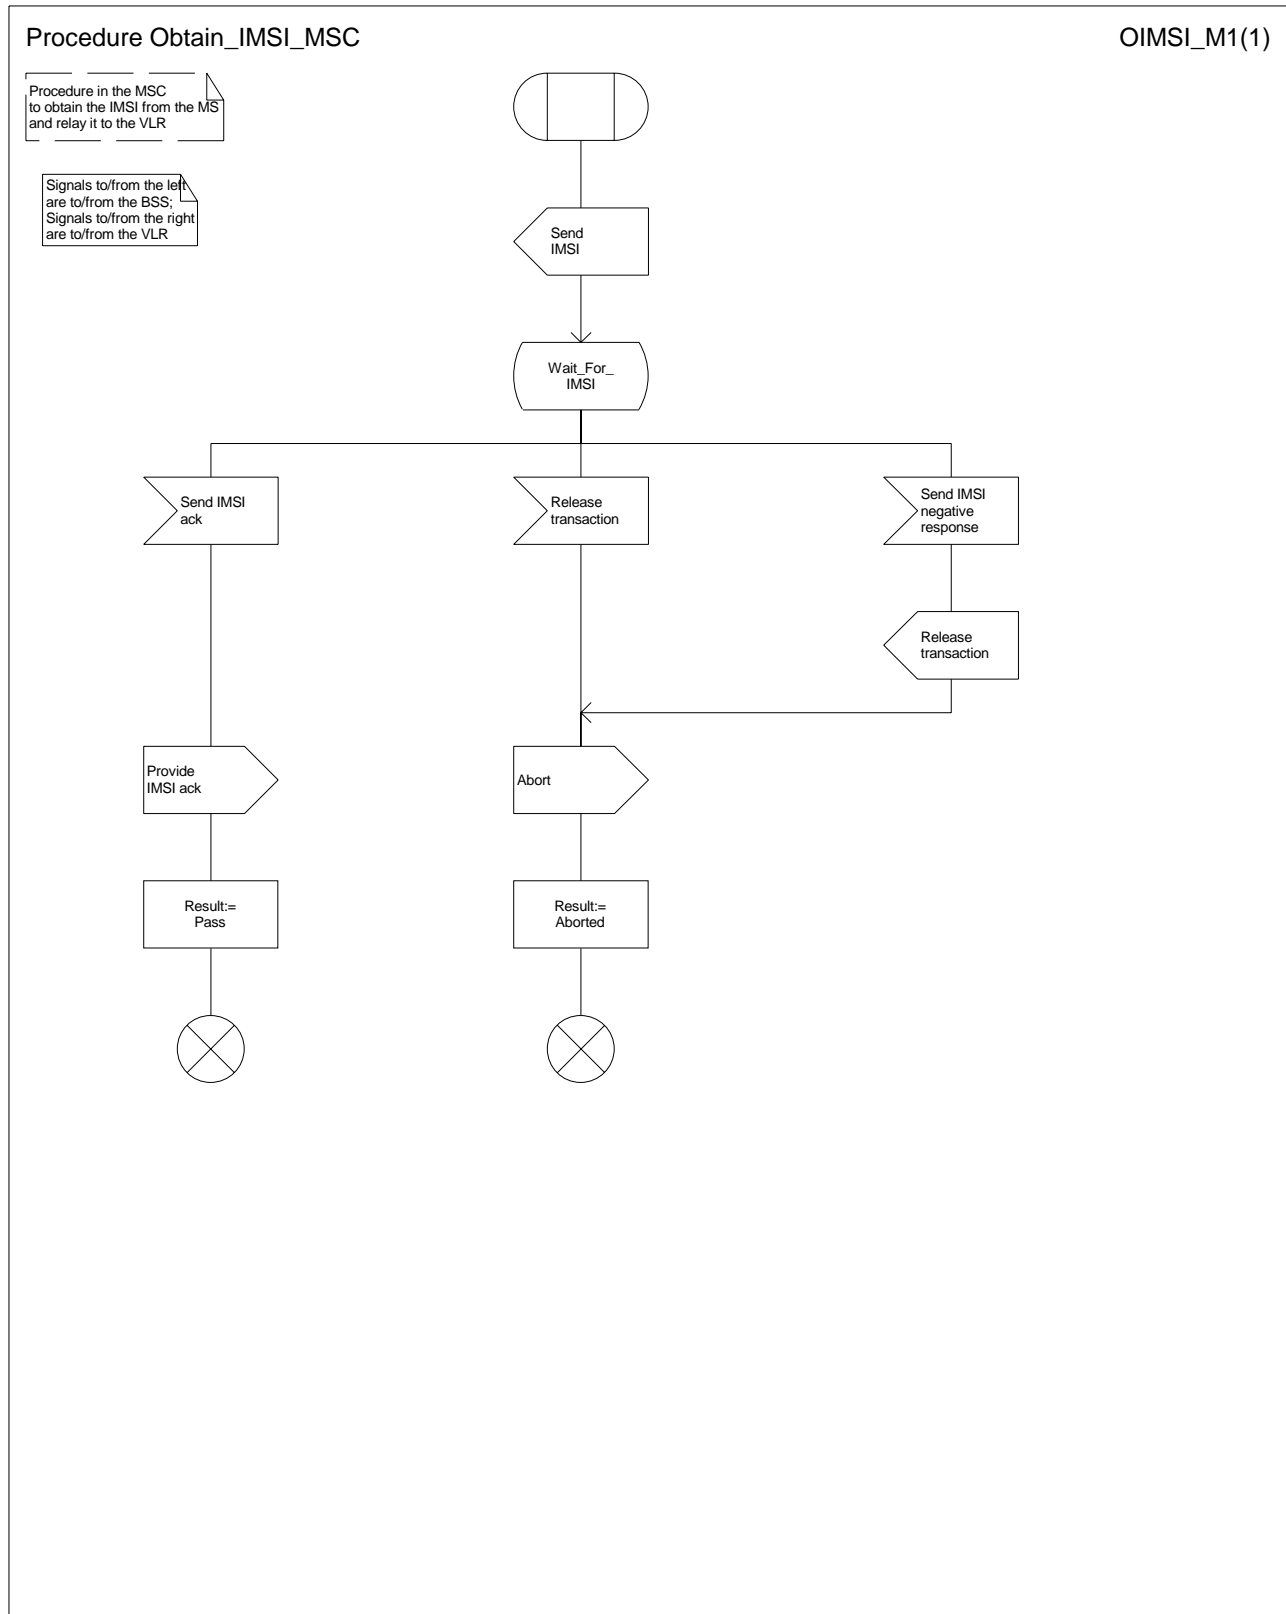 Procedure Obtain_IMSI_MSC
OIMSI_M1(1)
Procedure in the MSC
to obtain the IMSI from the MS
and relay it to the VLR
Signals to/from the left
are to/from the BSS;
Signals to/from the right
are to/from the VLR
Send
IMSI
Wait_For_
IMSI
Send IMSI
ack
Release
transaction
Send IMSI
negative
response
Release
transaction
Provide
IMSI ack
Abort
Result:=
Pass
Result:=
Aborted